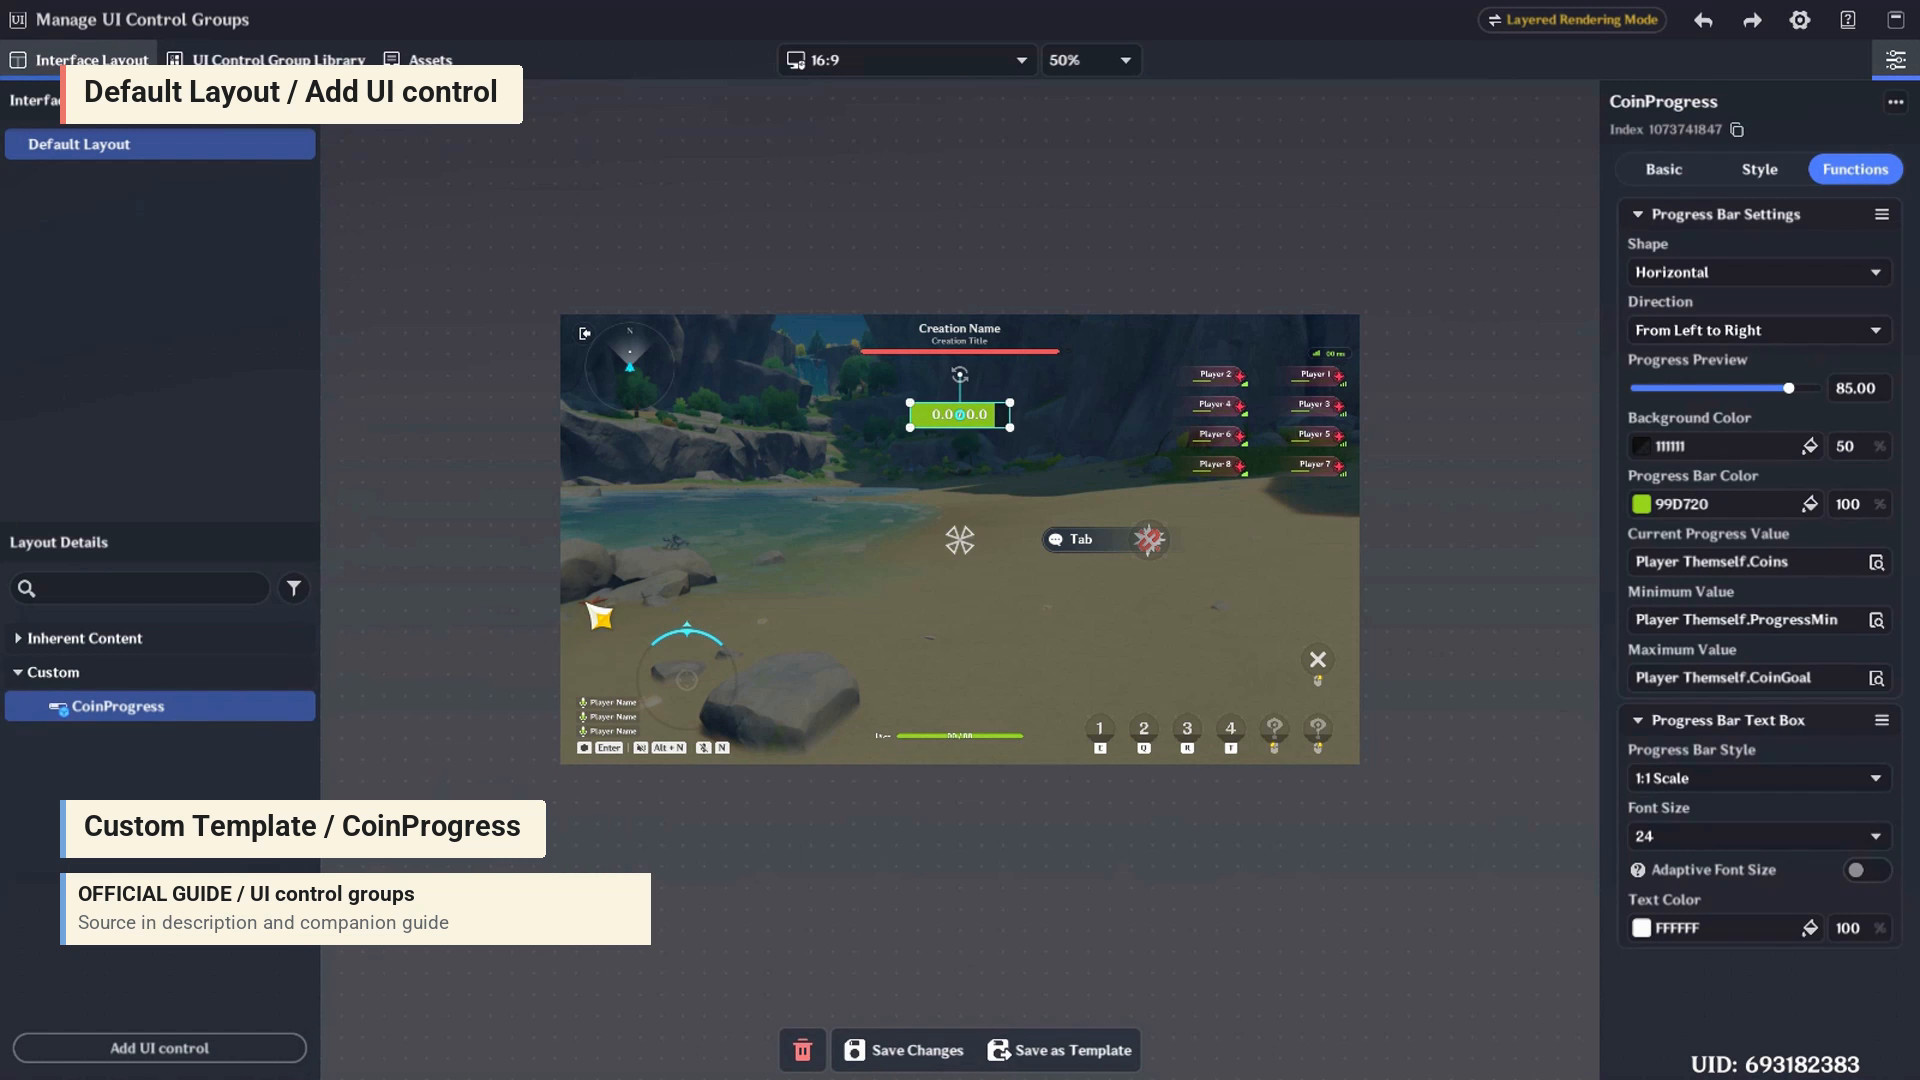 Manage UI Control Groups
Layered Rendering Mode
Interface Layout
UI Control Group Library
Assets
16:9
50%
Default Layout / Add UI control
Default Layout
Layout Details
Inherent Content
Custom
CoinProgress
Custom Template / CoinProgress
OFFICIAL GUIDE / UI control groups
Source in description and companion guide
Add UI control
N
Creation Name
Creation Title
00 ms
Player 2
Player 1
Player 4
Player 3
Player 6
Player 5
Player 8
Player 7
Tab
Player Name
Player Name
Player Name
Enter
Alt + N
N
1
2
3
4
E
Q
R
T
Save Changes
Save as Template
CoinProgress
Index 1073741847
Basic
Style
Functions
Progress Bar Settings
Shape
Horizontal
Direction
From Left to Right
Progress Preview
85.00
Background Color
111111
50 %
Progress Bar Color
99D720
100 %
Current Progress Value
Player Themself.Coins
Minimum Value
Player Themself.ProgressMin
Maximum Value
Player Themself.CoinGoal
Progress Bar Text Box
Progress Bar Style
1:1 Scale
Font Size
24
Adaptive Font Size
Text Color
FFFFFF
100 %
UID: 693182383